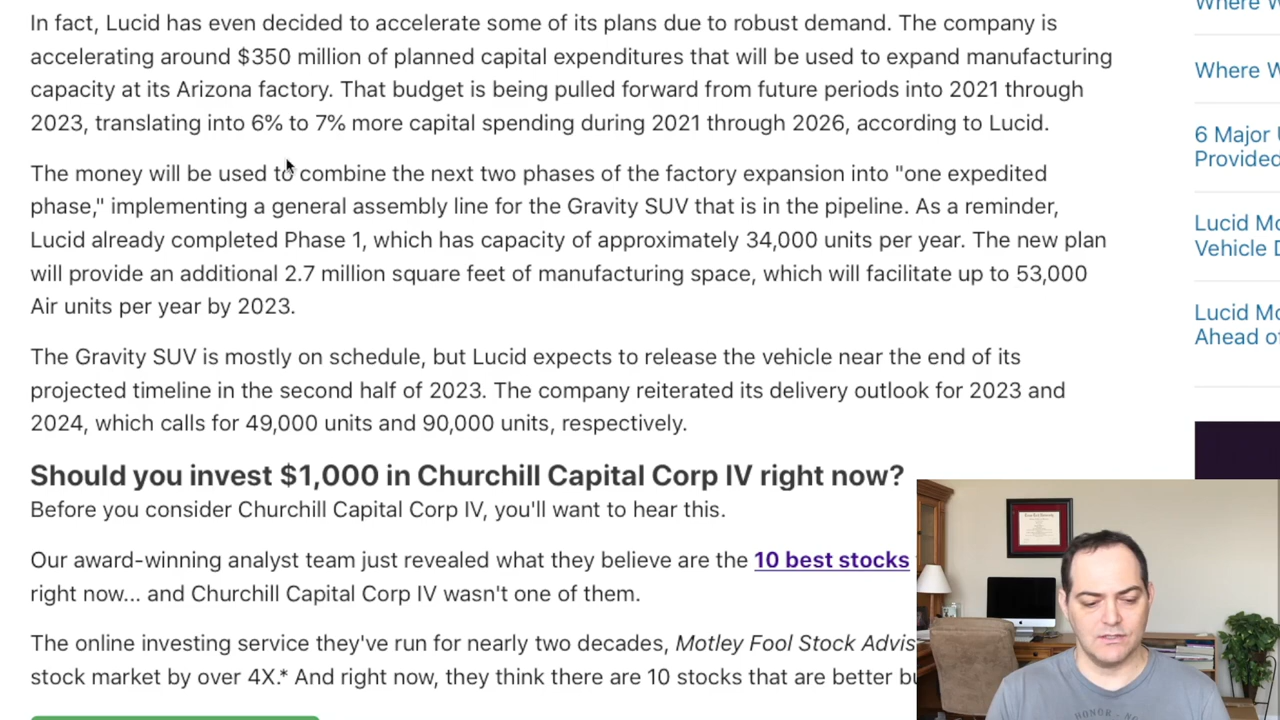 In fact, Lucid has even decided to accelerate some of its plans due to robust demand. The company is
accelerating around $350 million of planned capital expenditures that will be used to expand manufacturing
capacity at its Arizona factory. That budget is being pulled forward from future periods into 2021 through
2023, translating into 6% to 7% more capital spending during 2021 through 2026, according to Lucid.
The money will be used to combine the next two phases of the factory expansion into "one expedited
phase," implementing a general assembly line for the Gravity SUV that is in the pipeline. As a reminder,
Lucid already completed Phase 1, which has capacity of approximately 34,000 units per year. The new plan
will provide an additional 2.7 million square feet of manufacturing space, which will facilitate up to 53,000
Air units per year by 2023.
The Gravity SUV is mostly on schedule, but Lucid expects to release the vehicle near the end of its
projected timeline in the second half of 2023. The company reiterated its delivery outlook for 2023 and
2024, which calls for 49,000 units and 90,000 units, respectively.
Should you invest $1,000 in Churchill Capital Corp IV right now?
Before you consider Churchill Capital Corp IV, you'll want to hear this.
Our award-winning analyst team just revealed what they believe are the 10 best stocks
right now... and Churchill Capital Corp IV wasn't one of them.
The online investing service they've run for nearly two decades, Motley Fool Stock Advis
stock market by over 4X.* And right now, they think there are 10 stocks that are better bu
Where W
Where W
6 Major U
Provided
Lucid Mo
Vehicle D
Lucid Mo
Ahead of
HONOR - NO